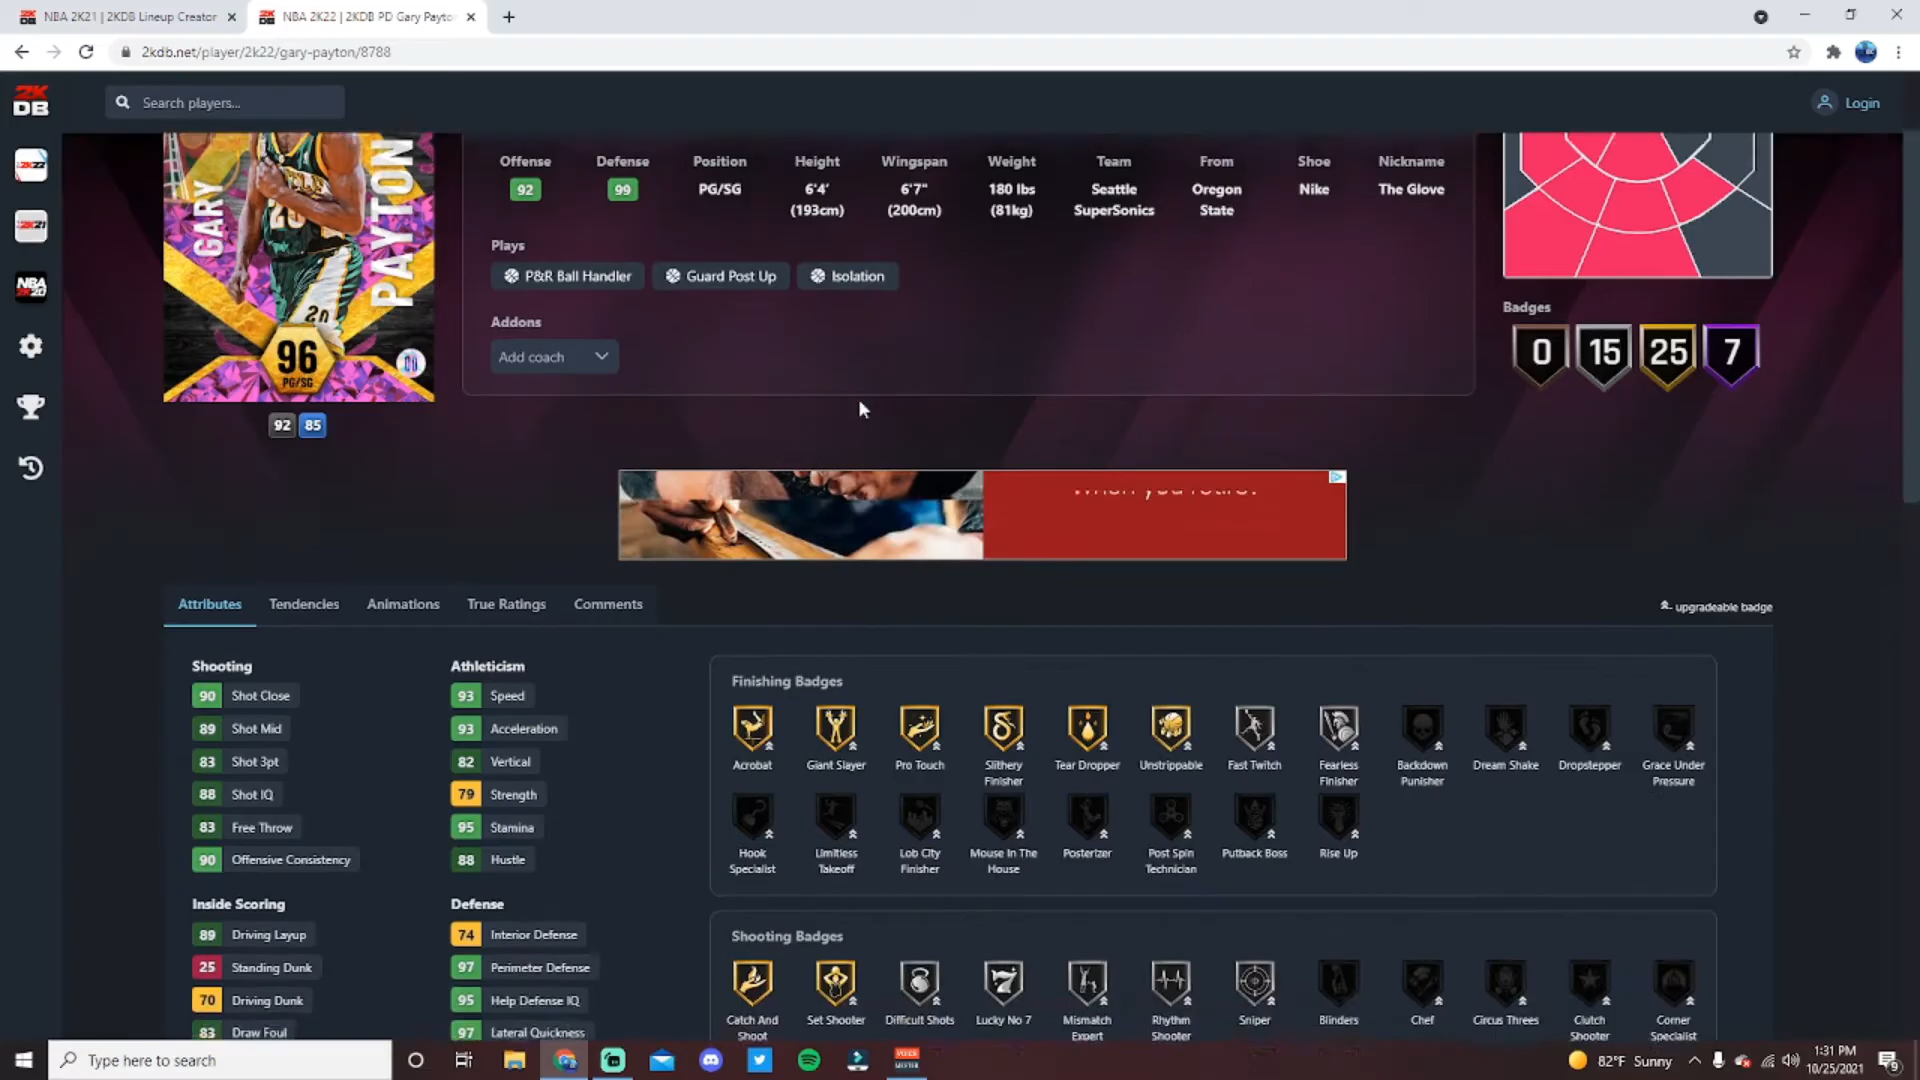 NBA 2K21 | 2KDB Lineup Creator
NBA 2K22 | 2KDB PD Gary Payto
2kdb.net/player/2k22/gary-payton/8788
2K DB
Search players...
Login
2K22
2K21
NBA 2K20
GARY
PAYTON
20
96
PG/SG
92 85
Offense Defense Position Height Wingspan Weight Team From Shoe Nickname
92 99 PG/SG 6'4' 6'7" 180 lbs Seattle Oregon Nike The Glove
(193cm) (200cm) (81kg) SuperSonics State
Plays
P&R Ball Handler Guard Post Up Isolation
Addons
Add coach
Badges
0 15 25 7
Attributes Tendencies Animations True Ratings Comments
- upgradeable badge
Shooting
90 Shot Close
89 Shot Mid
83 Shot 3pt
88 Shot IQ
83 Free Throw
90 Offensive Consistency
Inside Scoring
89 Driving Layup
25 Standing Dunk
70 Driving Dunk
83 Draw Foul
Athleticism
93 Speed
93 Acceleration
82 Vertical
79 Strength
95 Stamina
88 Hustle
Defense
74 Interior Defense
97 Perimeter Defense
95 Help Defense IQ
97 Lateral Quickness
Finishing Badges
Acrobat Giant Slayer Pro Touch Slithery Finisher Tear Dropper Unstrippable Fast Twitch Fearless Finisher Backdown Punisher Dream Shake Dropstepper Grace Under Pressure
Hook Specialist Limitless Takeoff Lob City Finisher Mouse In The House Posterizer Post Spin Technician Putback Boss Rise Up
Shooting Badges
Catch And Shoot Set Shooter Difficult Shots Lucky No 7 Mismatch Expert Rhythm Shooter Sniper Blinders Chef Circus Threes Clutch Shooter Corner Specialist
Type here to search
82°F Sunny
1:31 PM
10/25/2021
9